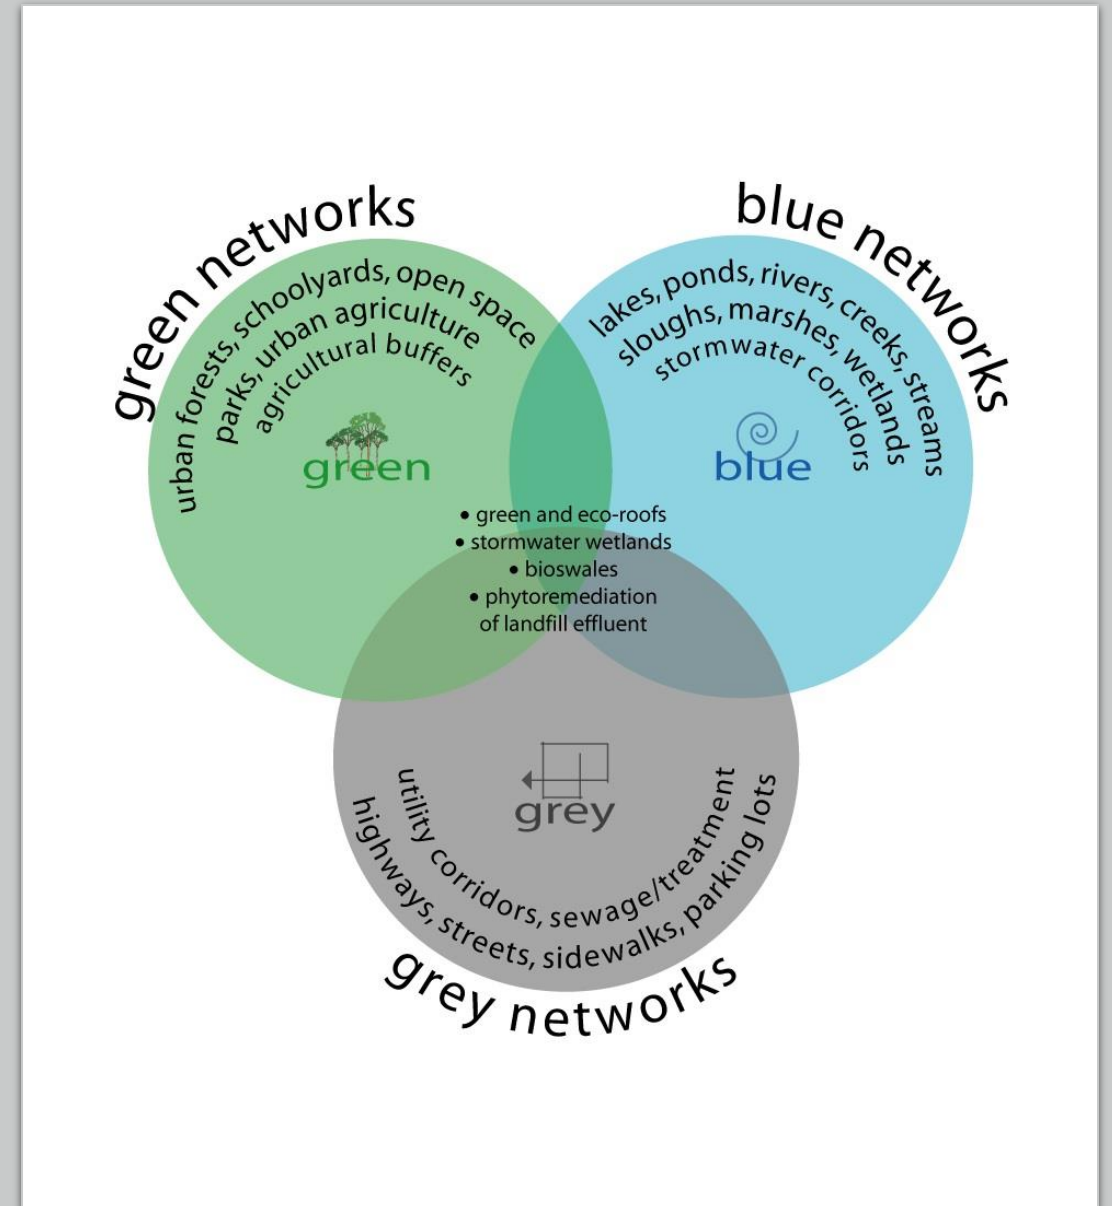 green networks
urban forests, schoolyards, open space
parks, urban agriculture
agricultural buffers
green
blue networks
lakes, ponds, rivers, creeks, streams
sloughs, marshes, wetlands
stormwater corridors
blue
• green and eco-roofs
• stormwater wetlands
• bioswales
• phytoremediation
of landfill effluent
grey
utility corridors, sewage/treatment
highways, streets, sidewalks, parking lots
grey networks